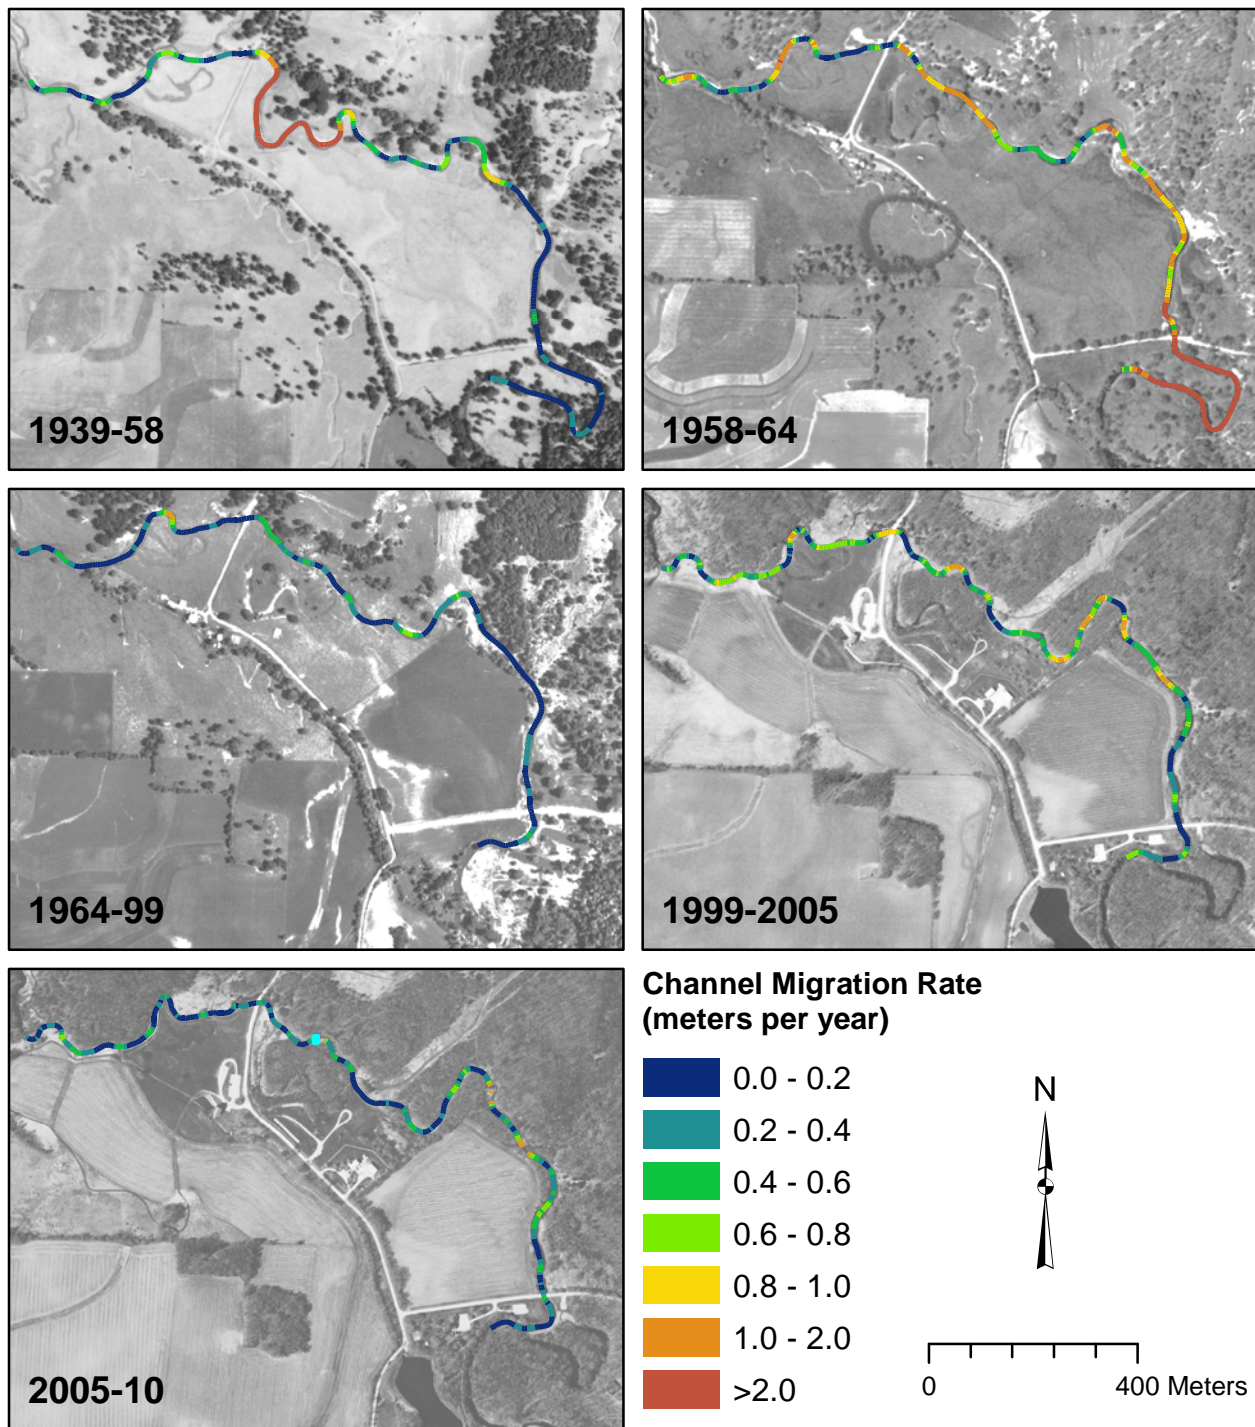 1939-58
1958-64
1964-99
1999-2005
2005-10
Channel Migration Rate
(meters per year)
0.0 - 0.2
0.2 - 0.4
0.4 - 0.6
0.6 - 0.8
0.8 - 1.0
1.0 - 2.0
>2.0
N
0 400 Meters